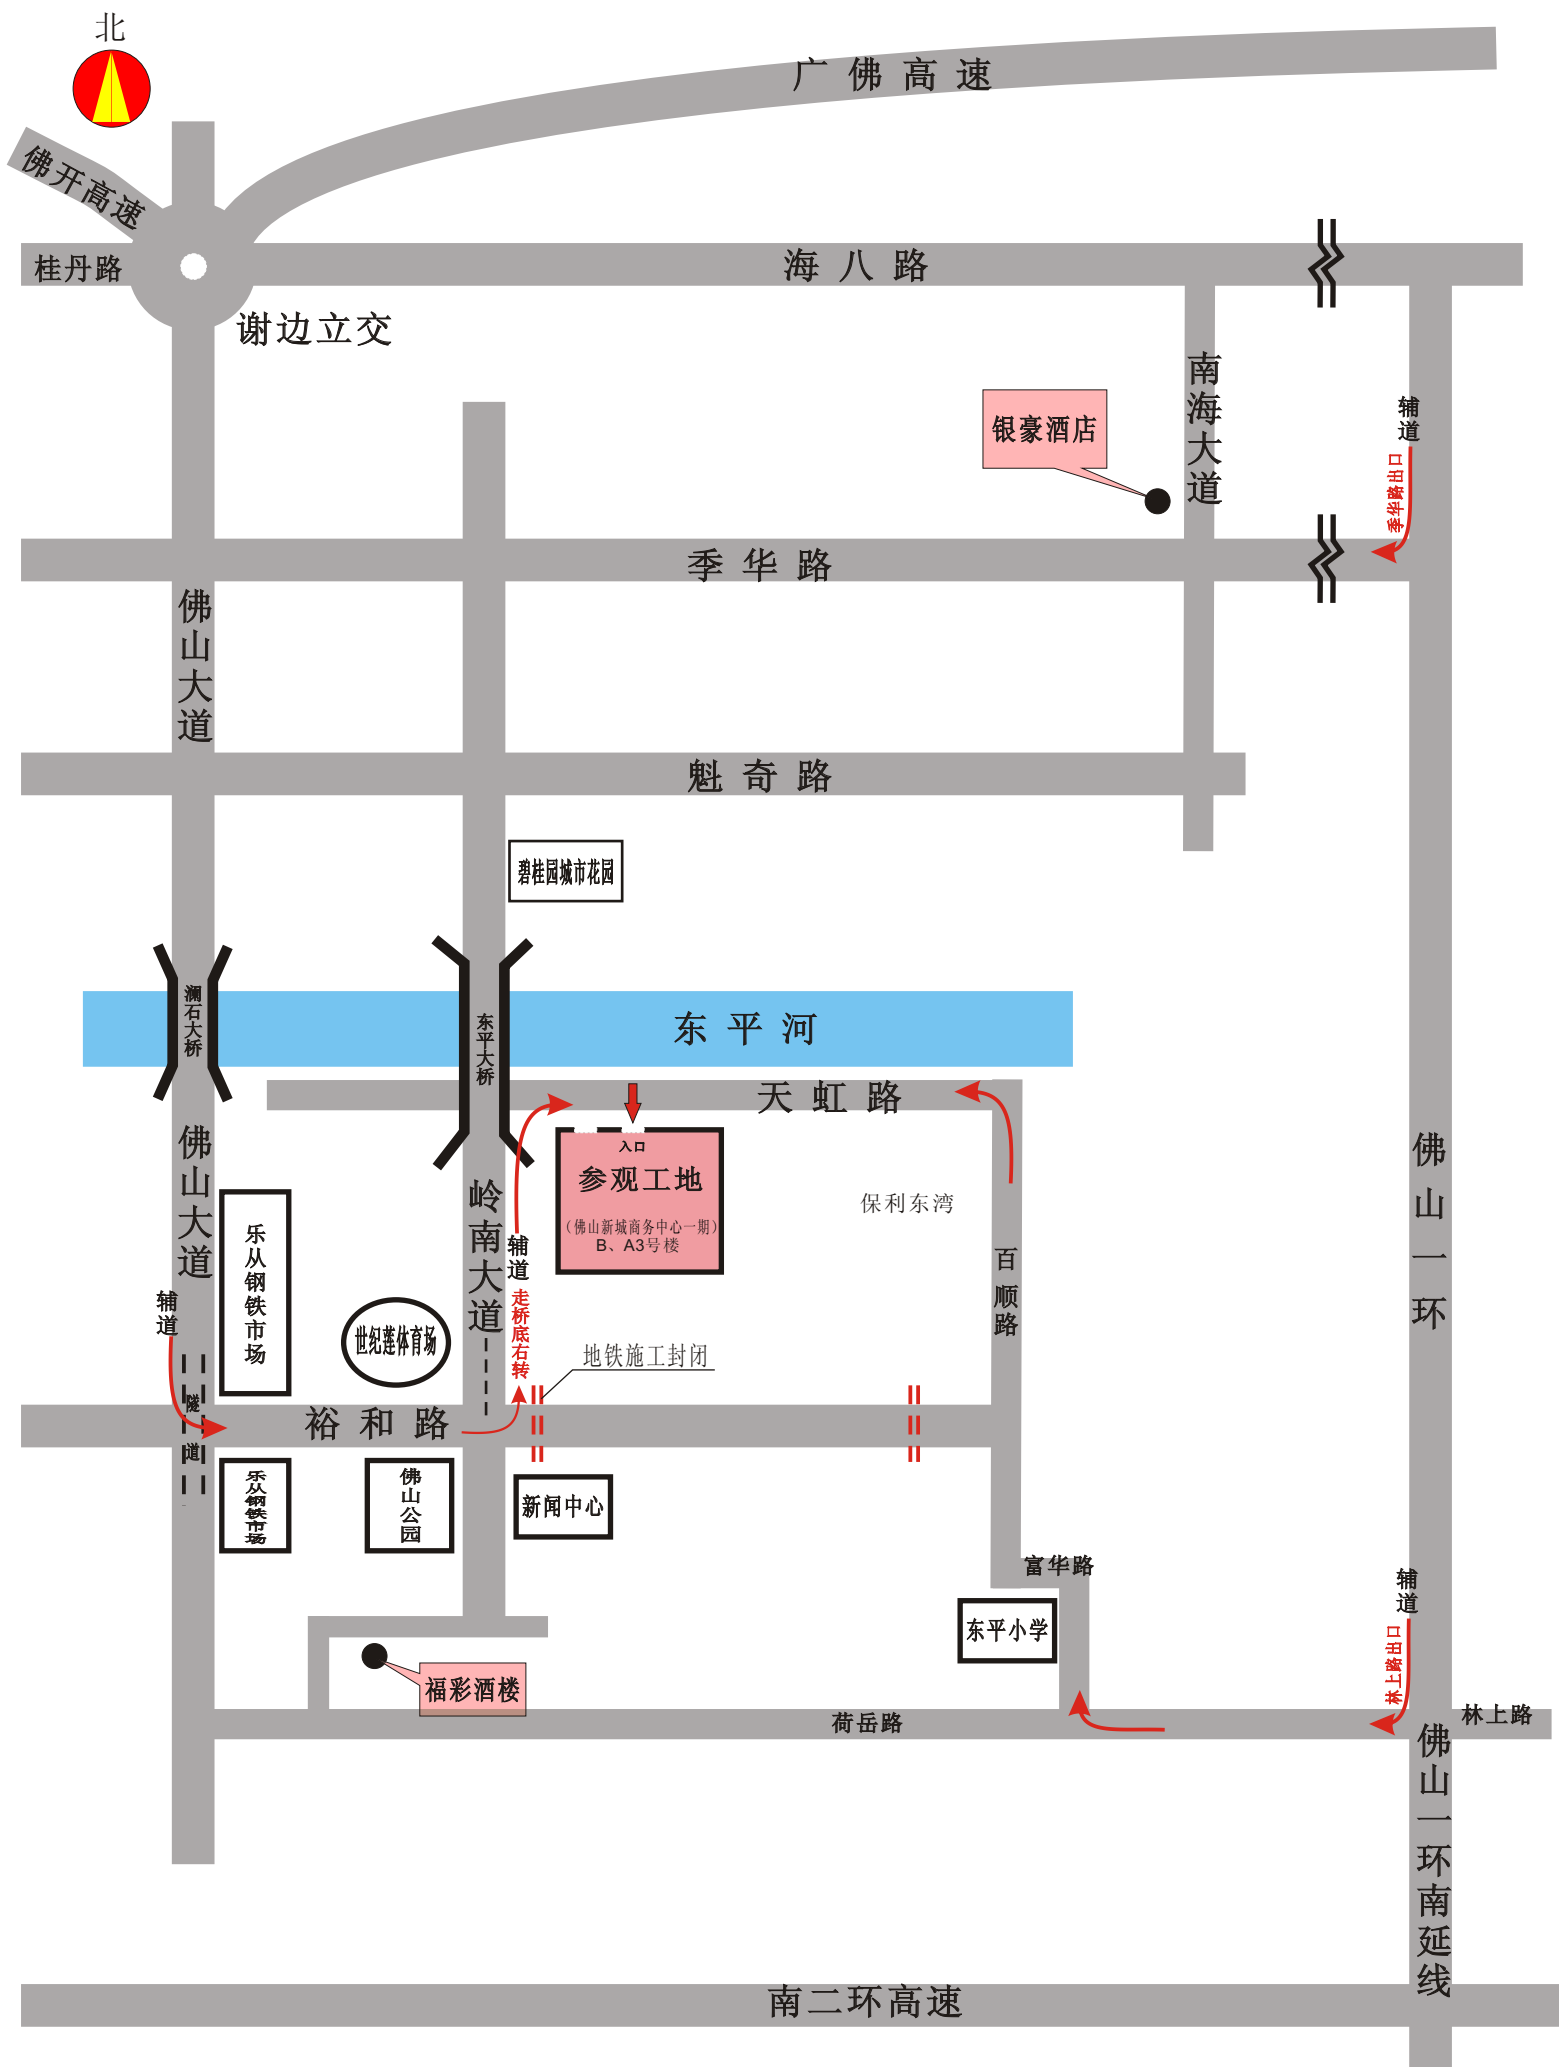 北
广佛高速
佛开高速
桂丹路
海八路
谢边立交
南海大道
银豪酒店
辅道
季华路出口
季华路
佛山大道
魁奇路
碧桂园城市花园
澜石大桥
东平大桥
东平河
天虹路
入口
参观工地
（佛山新城商务中心一期）
B、A3号楼
保利东湾
佛山大道
岭南大道
辅道
走桥底右转
百顺路
佛山一环
乐从钢铁市场
辅道
世纪莲体育场
地铁施工封闭
隧道
裕和路
乐从钢铁市场
佛山公园
新闻中心
富华路
东平小学
辅道
林上路出口
福彩酒楼
荷岳路
林上路
佛山一环南延线
南二环高速